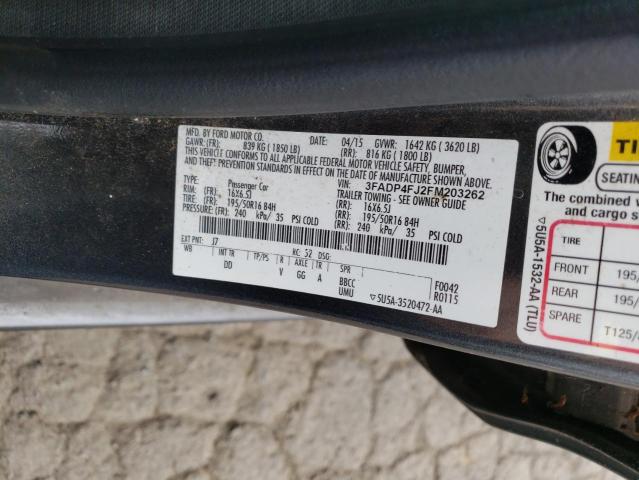 MFD. BY FORD MOTOR CO.
DATE: 04/15 GVWR: 1642 KG ( 3620 LB)
GAWR:(FR): 839 KG ( 1850 LB) (RR): 816 KG ( 1800 LB)
THIS VEHICLE CONFORMS TO ALL APPLICABLE FEDERAL MOTOR VEHICLE SAFETY, BUMPER,
AND THEFT PREVENTION STANDARDS IN EFFECT ON THE DATE OF MANUFACTURE SHOWN ABOVE.
VIN: 3FADP4FJ2FM203262
TYPE: Passenger Car TRAILER TOWING - SEE OWNER GUIDE
RIM: 16X6.5J (RR): 16X6.5J
TIRE: 195/50R16 84H 195/50R16 84H
PRESSURE:(FR) 240 kPa/ 35 PSI COLD (RR): 240 kPa/ 35 PSI COLD
EXT PNT: J7 RC: 52 DSO:
WB INT TR TP/PS R AXLE TR SPR
DD V GG A BBCC
UMU
F0042
R0115
▽5U5A-3520472-AA
▽5U5A-1532-AA (TLU)
TI
SEATING
The combined
and cargo s
TIRE
FRONT 195/
REAR 195/
SPARE T125/